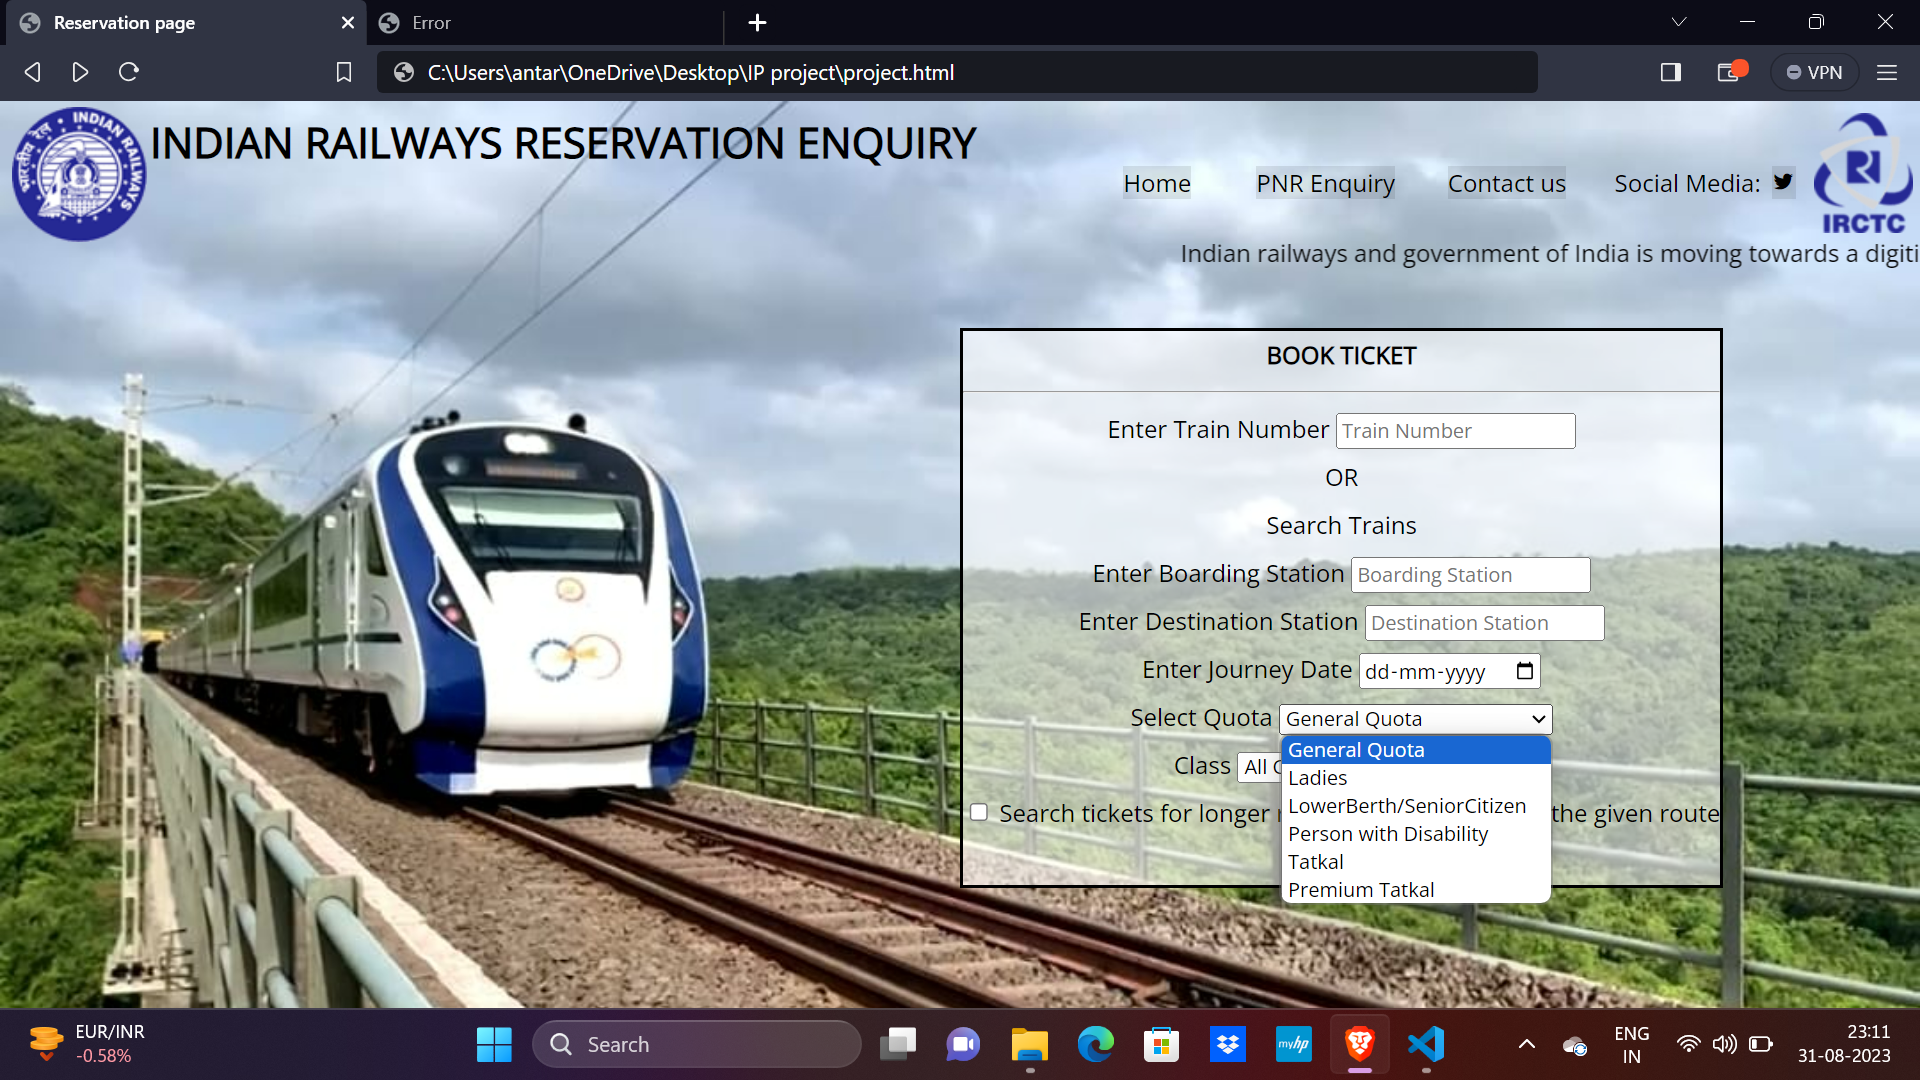 Reservation page
Error
C:\Users\antar\OneDrive\Desktop\IP project\project.html
VPN
INDIAN RAILWAYS
भारतीय रेल
INDIAN RAILWAYS RESERVATION ENQUIRY
Home
PNR Enquiry
Contact us
Social Media:
IRCTC
Indian railways and government of India is moving towards a digiti
BOOK TICKET
Enter Train Number Train Number
OR
Search Trains
Enter Boarding Station Boarding Station
Enter Destination Station Destination Station
Enter Journey Date dd-mm-yyyy
Select Quota General Quota
General Quota
Class All
Ladies
LowerBerth/SeniorCitizen
Search tickets for longer the given route
Person with Disability
Tatkal
Premium Tatkal
EUR/INR
-0.58%
Search
myhp
ENG
IN
23:11
31-08-2023